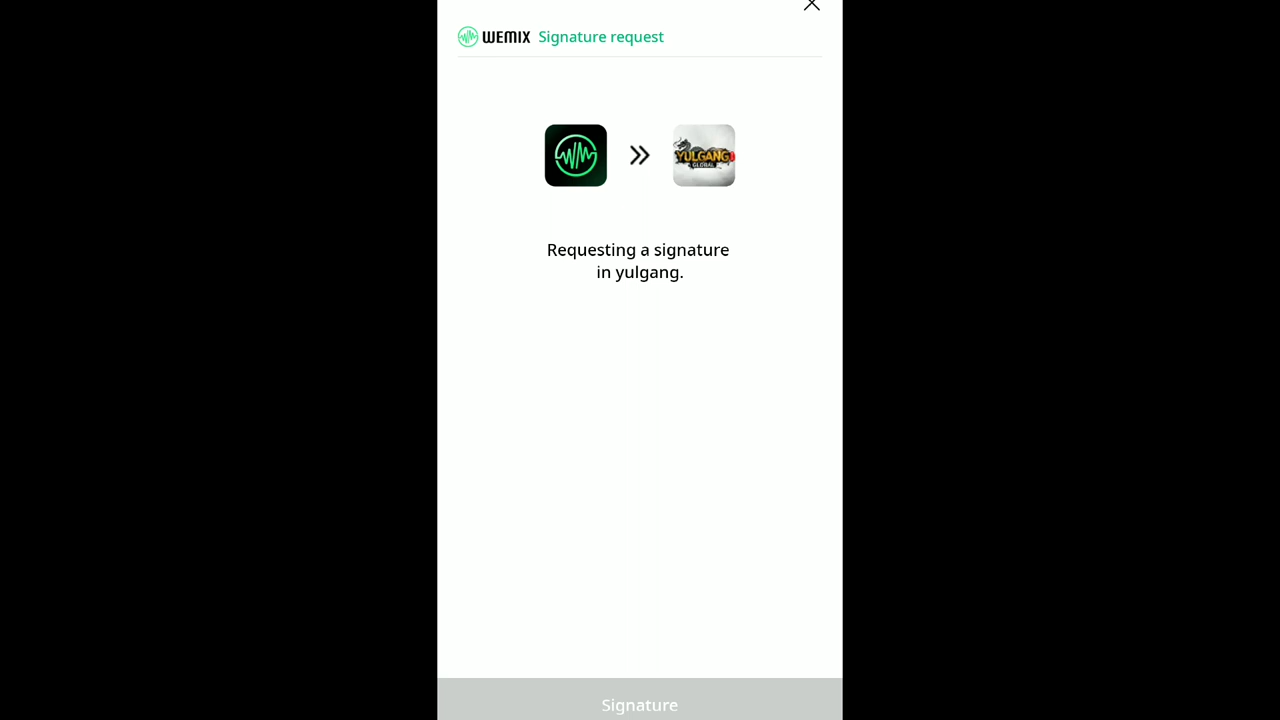 WEMIX Signature request
YULGANG
GLOBAL
Requesting a signature
in yulgang.
Signature